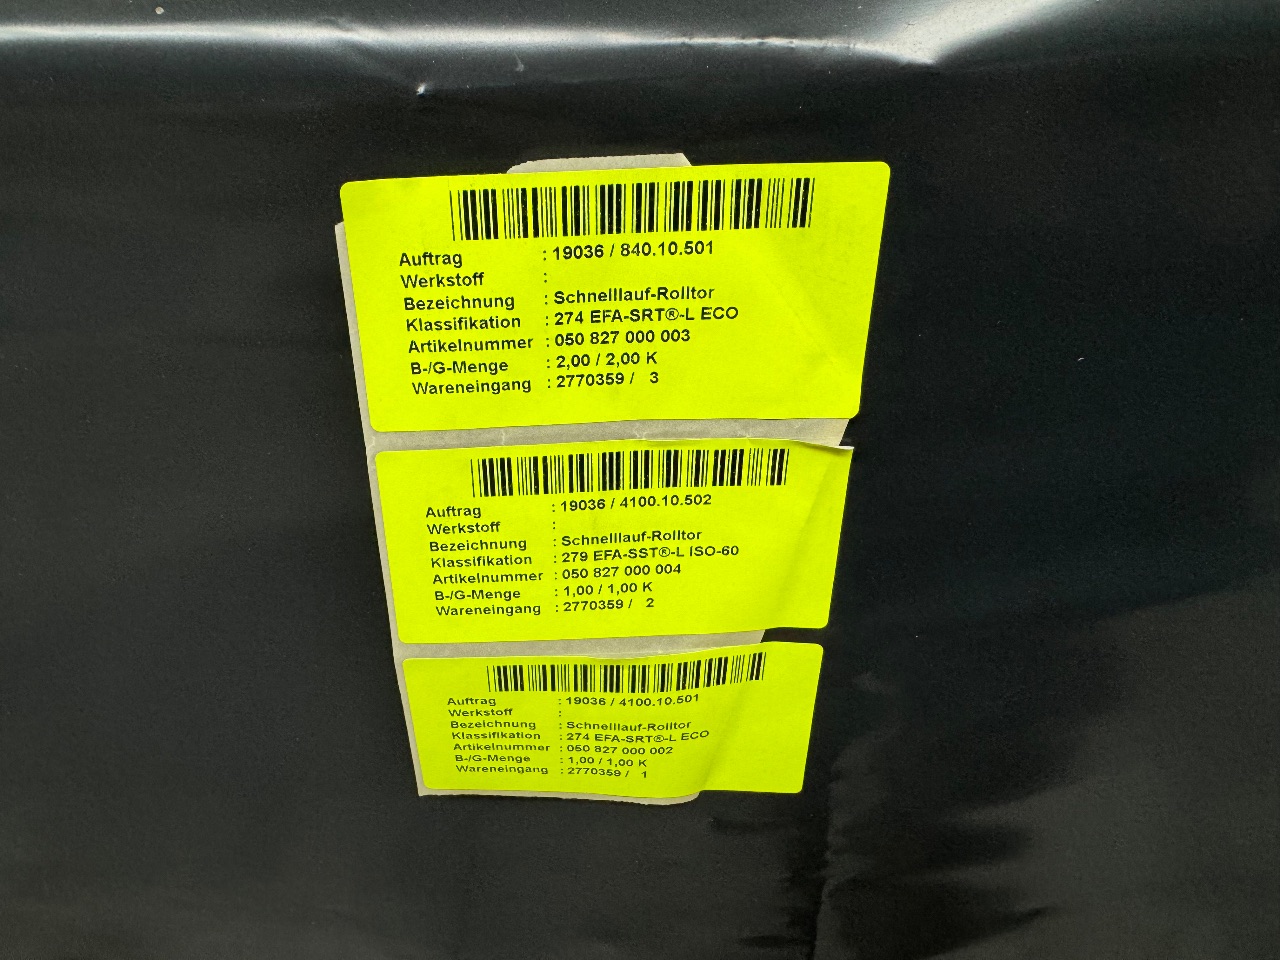 Auftrag : 19036 / 840.10.501
Werkstoff :
Bezeichnung : Schnelllauf-Rolltor
Klassifikation : 274 EFA-SRT®-L ECO
Artikelnummer : 050 827 000 003
B-/G-Menge : 2,00 / 2,00 K
Wareneingang : 2770359 / 3
Auftrag : 19036 / 4100.10.502
Werkstoff :
Bezeichnung : Schnelllauf-Rolltor
Klassifikation : 279 EFA-SST®-L ISO-60
Artikelnummer : 050 827 000 004
B-/G-Menge : 1,00 / 1,00 K
Wareneingang : 2770359 / 2
Auftrag : 19036 / 4100.10.501
Werkstoff :
Bezeichnung : Schnelllauf-Rolltor
Klassifikation : 274 EFA-SRT®-L ECO
Artikelnummer : 050 827 000 002
B-/G-Menge : 1,00 / 1,00 K
Wareneingang : 2770359 / 1